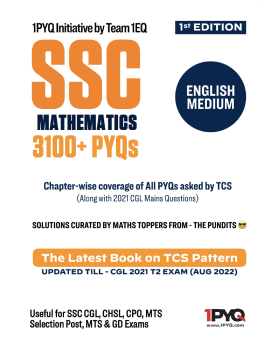 1PYQ Initiative by Team 1EQ
1ST EDITION
SSC
MATHEMATICS
3100+ PYQs
ENGLISH
MEDIUM
Chapter-wise coverage of All PYQs asked by TCS
(Along with 2021 CGL Mains Questions)
SOLUTIONS CURATED BY MATHS TOPPERS FROM - THE PUNDITS 😎
The Latest Book on TCS Pattern
UPDATED TILL - CGL 2021 T2 EXAM (AUG 2022)
Useful for SSC CGL, CHSL, CPO, MTS
Selection Post, MTS & GD Exams
1PYQ
www.1PYQ.com